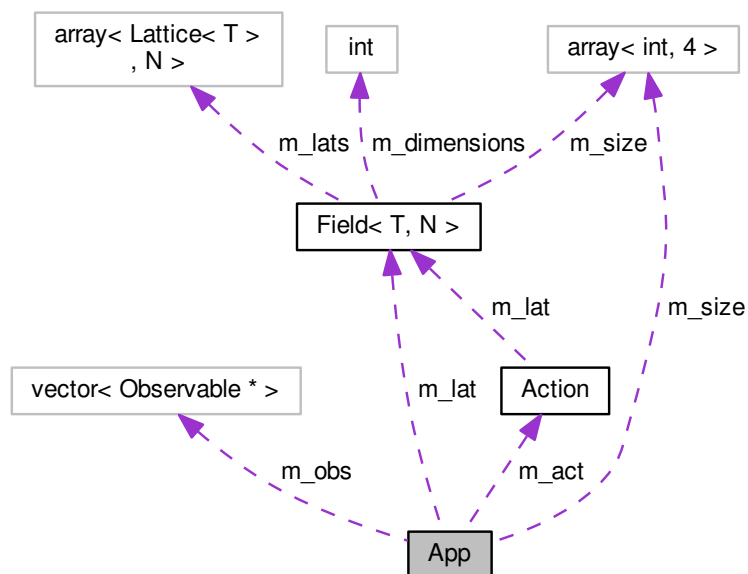 array< Lattice< T >
, N >
int
array< int, 4 >
m_lats
m_dimensions
m_size
Field< T, N >
m_lat
m_size
vector< Observable * >
m_lat
Action
m_obs
m_act
App